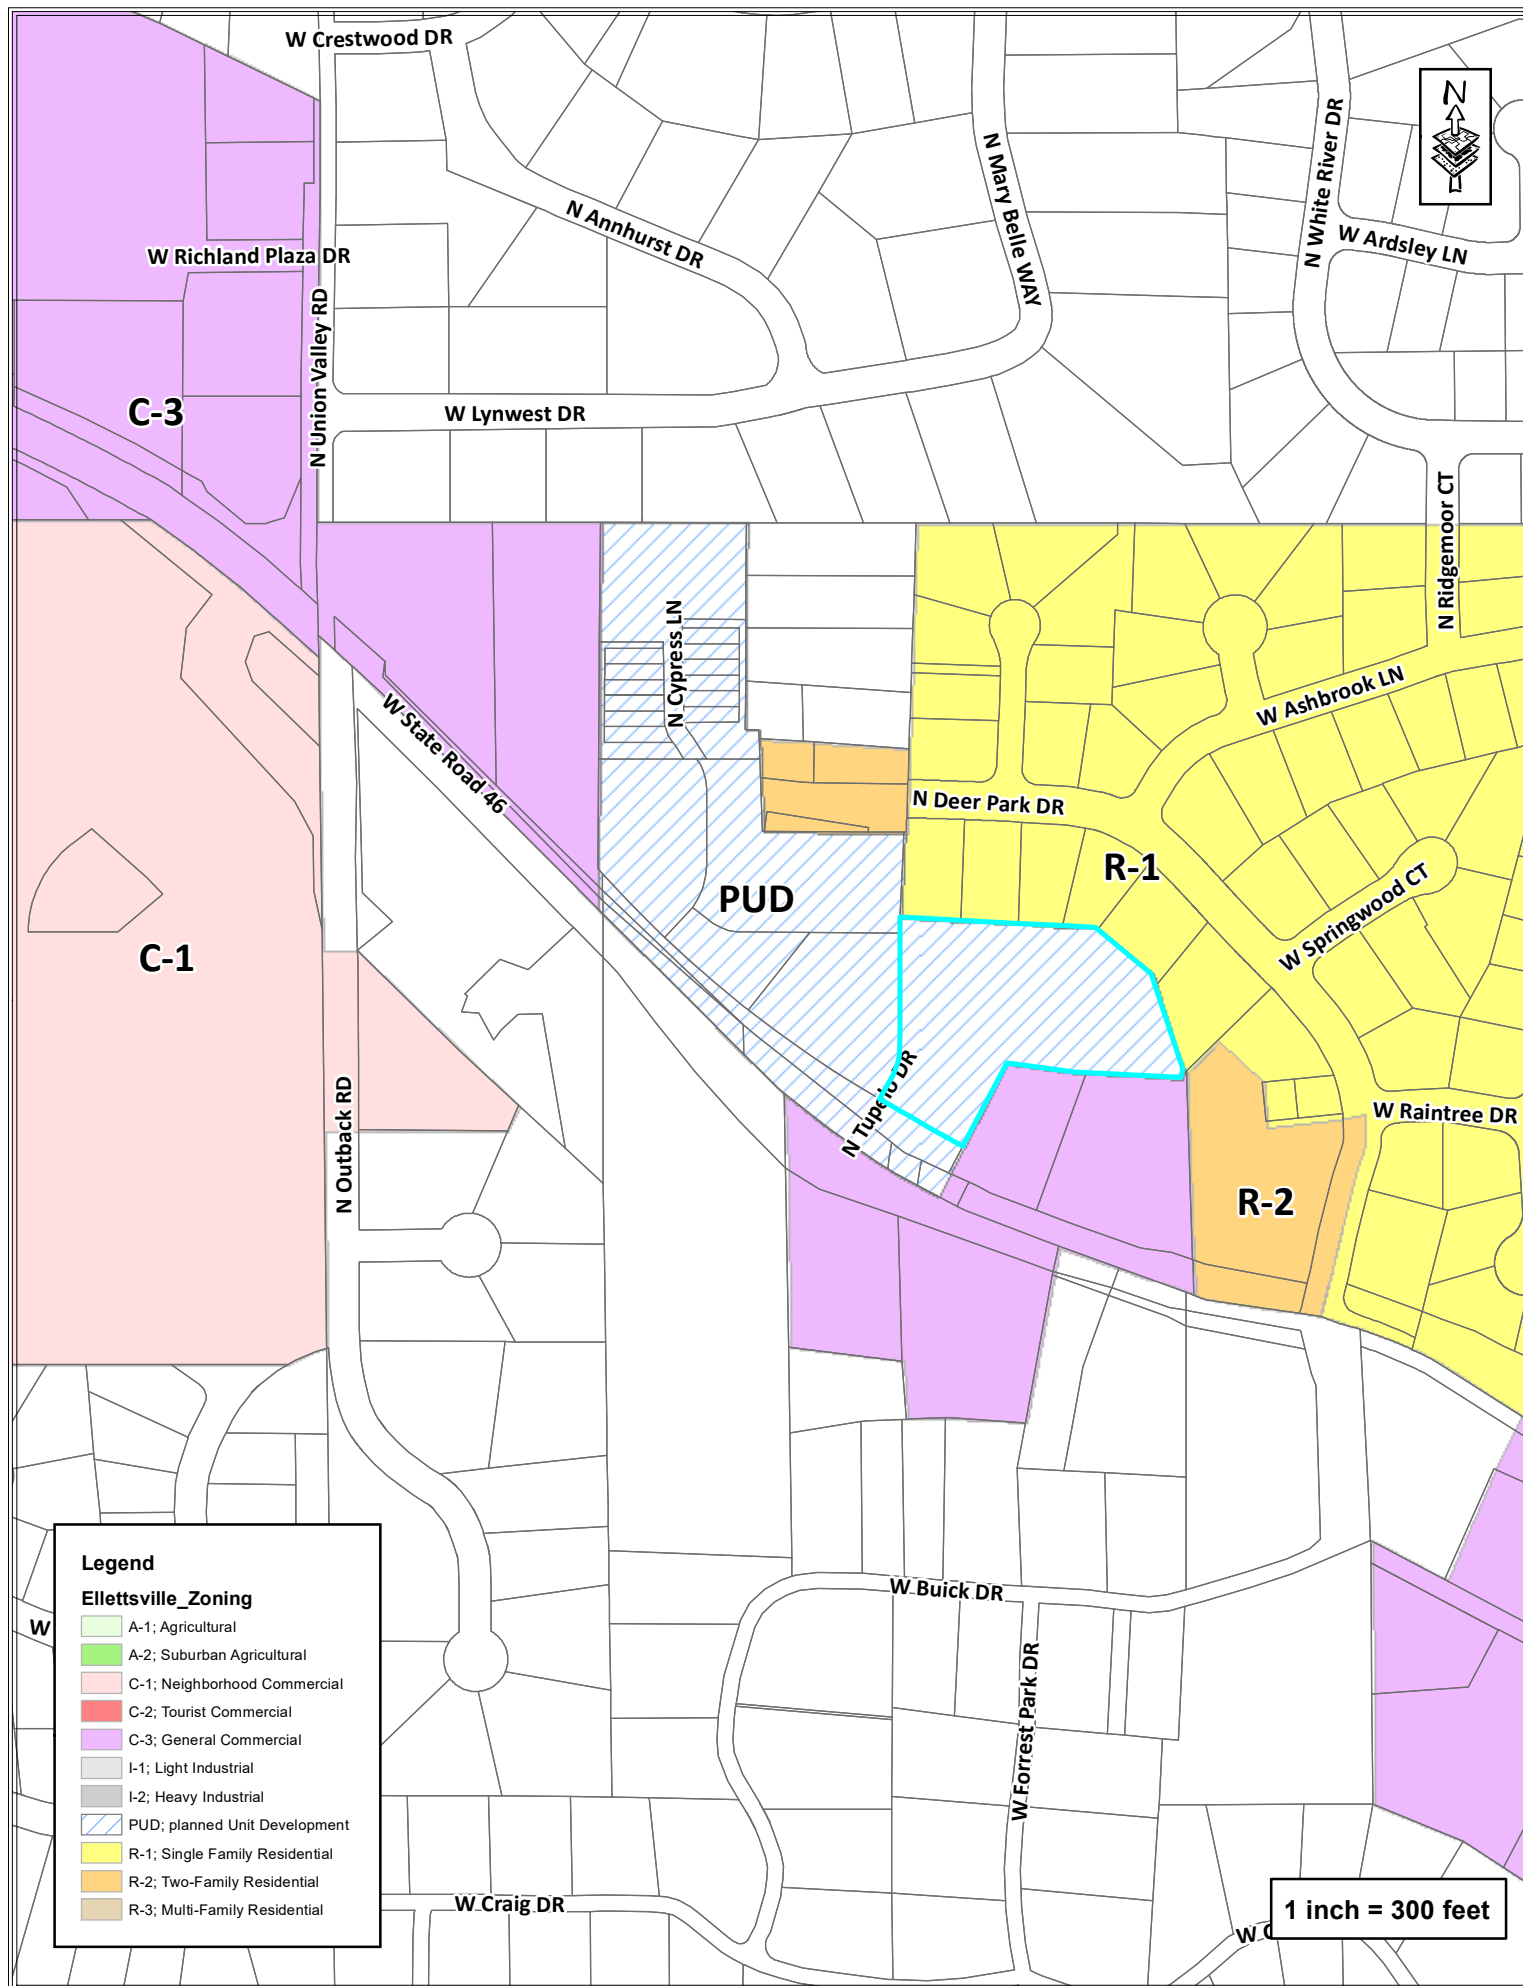 W Crestwood DR
N
N White River DR
N Mary Belle WAY
N Annhurst DR
W Ardsley LN
W Richland Plaza DR
N Union Valley RD
C-3
W Lynwest DR
N Ridgemoor CT
N Cypress LN
W Ashbrook LN
W State Road 46
N Deer Park DR
R-1
PUD
W Springwood CT
C-1
N Tupelo DR
N Outback RD
W Raintree DR
R-2
Legend
Ellettsville_Zoning
A-1; Agricultural
A-2; Suburban Agricultural
C-1; Neighborhood Commercial
C-2; Tourist Commercial
C-3; General Commercial
I-1; Light Industrial
I-2; Heavy Industrial
PUD; planned Unit Development
R-1; Single Family Residential
R-2; Two-Family Residential
R-3; Multi-Family Residential
W
W Buick DR
W Forrest Park DR
W Craig DR
1 inch = 300 feet
W